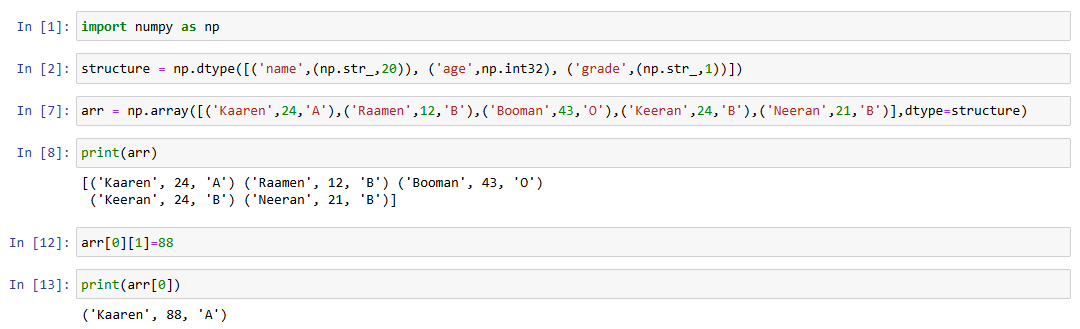 In [1]: import numpy as np
In [2]: structure = np.dtype([('name',(np.str_,20)), ('age',np.int32), ('grade',(np.str_,1))])
In [7]: arr = np.array([('Kaaren',24,'A'),('Raamen',12,'B'),('Booman',43,'O'),('Keeran',24,'B'),('Neeran',21,'B')],dtype=structure)
In [8]: print(arr)
[('Kaaren', 24, 'A') ('Raamen', 12, 'B') ('Booman', 43, 'O')
 ('Keeran', 24, 'B') ('Neeran', 21, 'B')]
In [12]: arr[0][1]=88
In [13]: print(arr[0])
('Kaaren', 88, 'A')